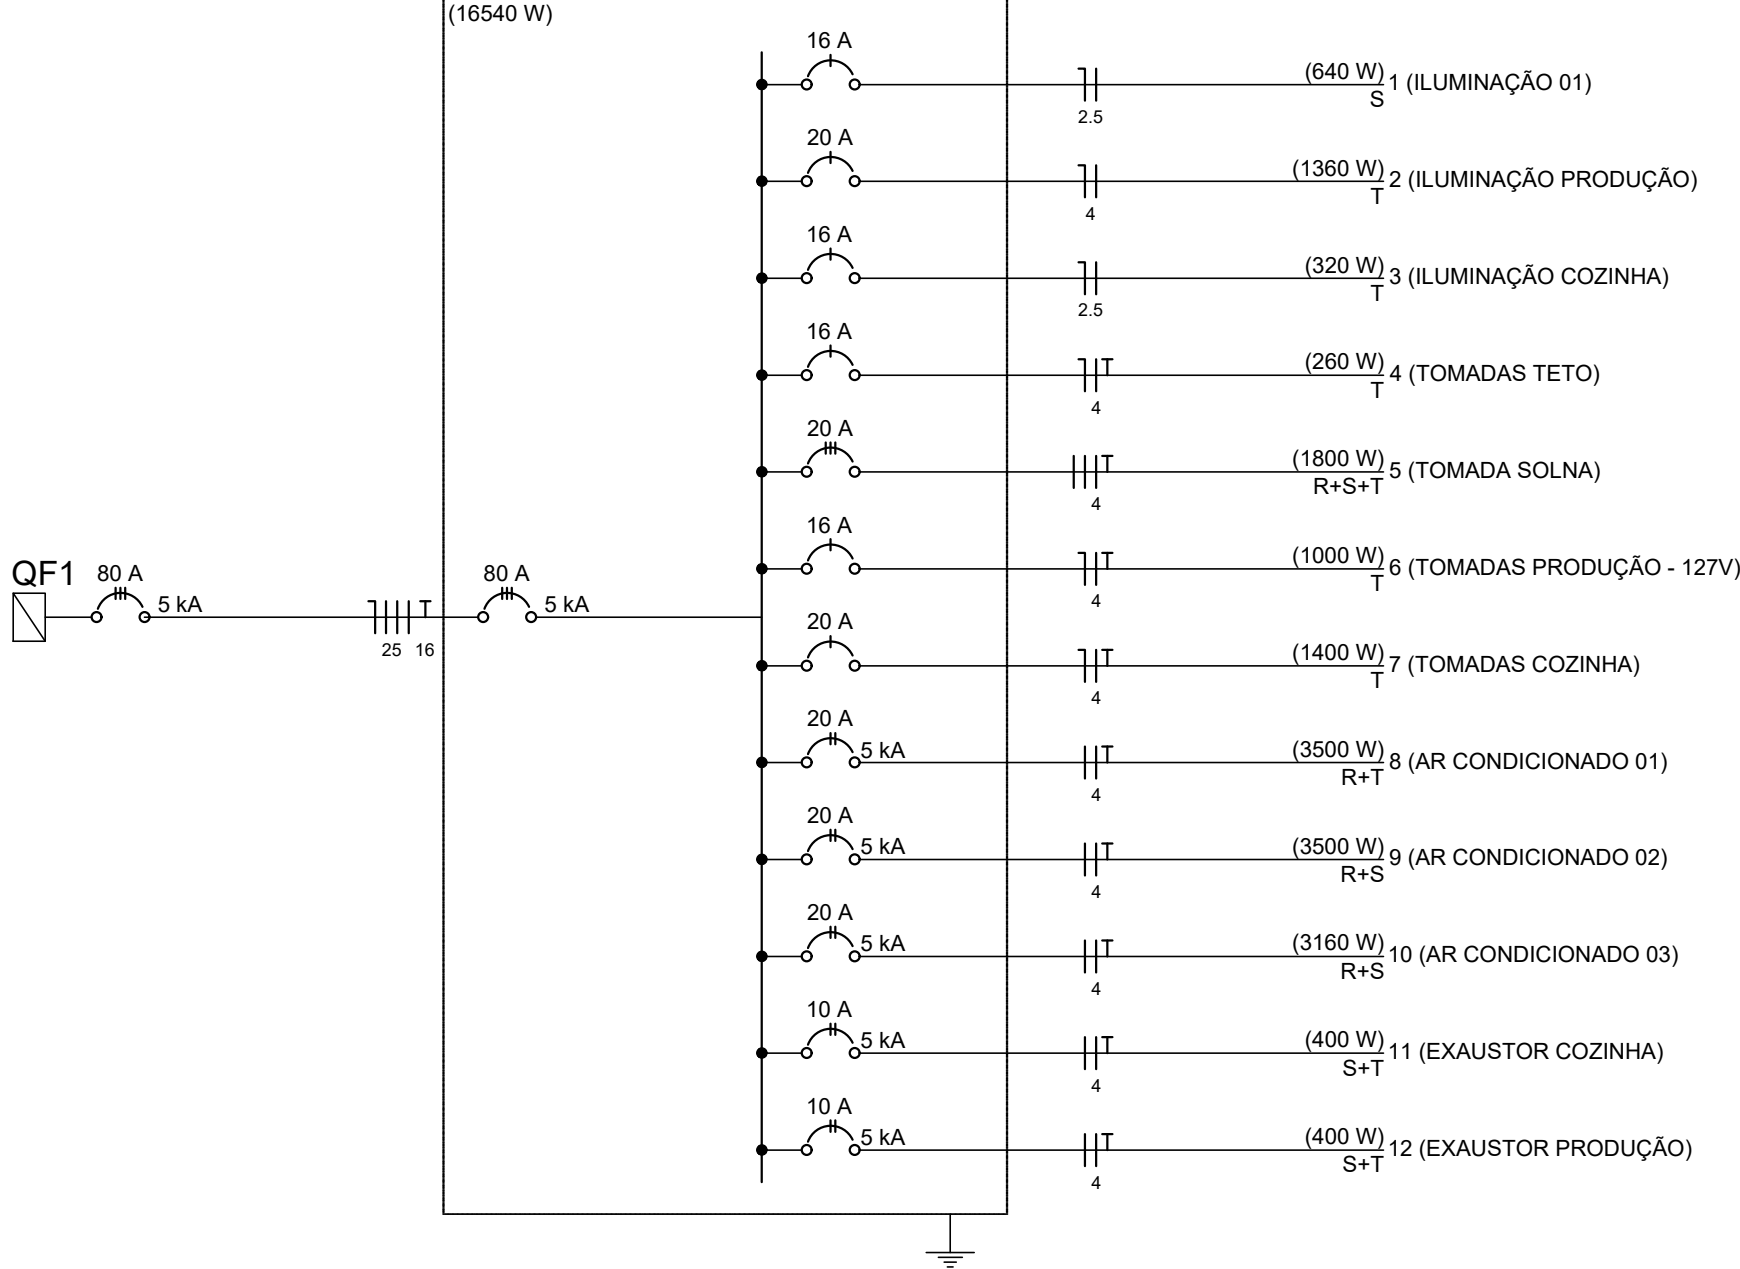 (16540 W)
16 A
(640 W) 1 (ILUMINAÇÃO 01)
S
2.5
20 A
(1360 W) 2 (ILUMINAÇÃO PRODUÇÃO)
T
4
16 A
(320 W) 3 (ILUMINAÇÃO COZINHA)
T
2.5
16 A
(260 W) 4 (TOMADAS TETO)
T
4
20 A
(1800 W) 5 (TOMADA SOLNA)
R+S+T
4
16 A
(1000 W) 6 (TOMADAS PRODUÇÃO - 127V)
T
4
QF1 80 A 5 kA
25 16
80 A 5 kA
20 A
(1400 W) 7 (TOMADAS COZINHA)
T
4
20 A
5 kA (3500 W) 8 (AR CONDICIONADO 01)
R+T
4
20 A
5 kA (3500 W) 9 (AR CONDICIONADO 02)
R+S
4
20 A
5 kA (3160 W) 10 (AR CONDICIONADO 03)
R+S
4
10 A
5 kA (400 W) 11 (EXAUSTOR COZINHA)
S+T
4
10 A
5 kA (400 W) 12 (EXAUSTOR PRODUÇÃO)
S+T
4